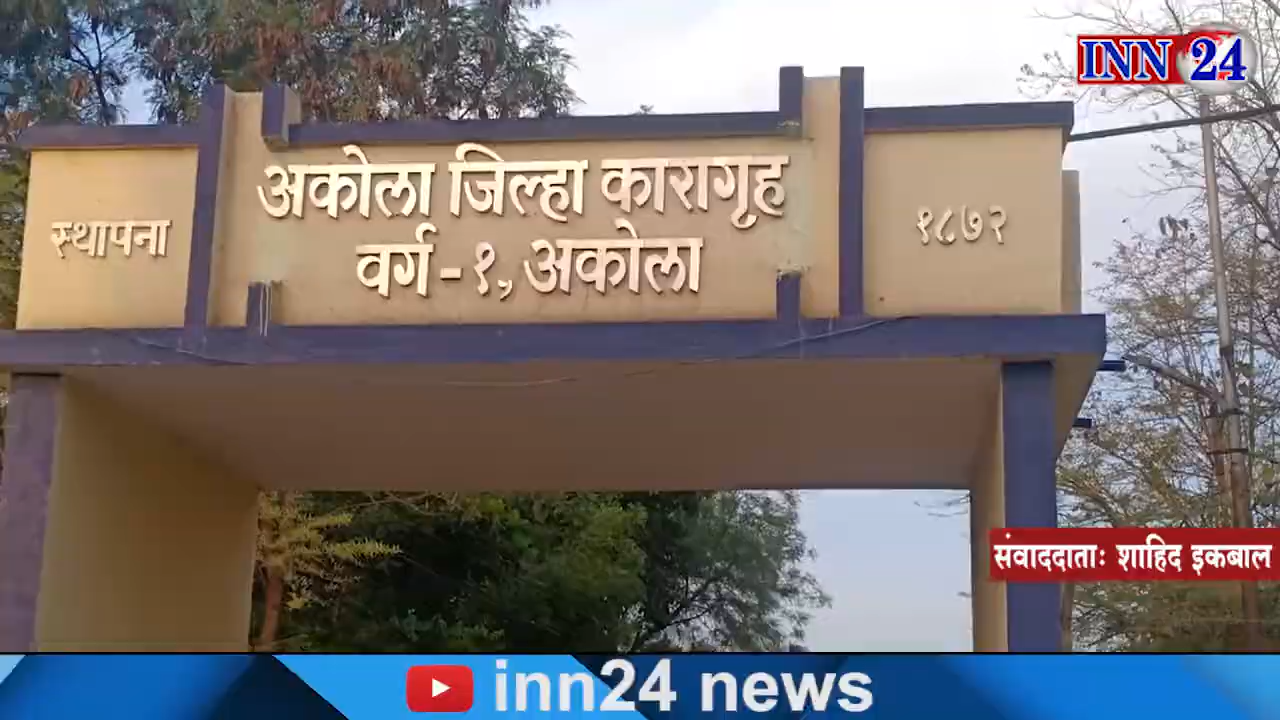 INN 24
अकोला जिल्हा कारागृह
वर्ग - १, अकोला
स्थापना
१८७२
संवाददाताः शाहिद इकबाल
inn24 news